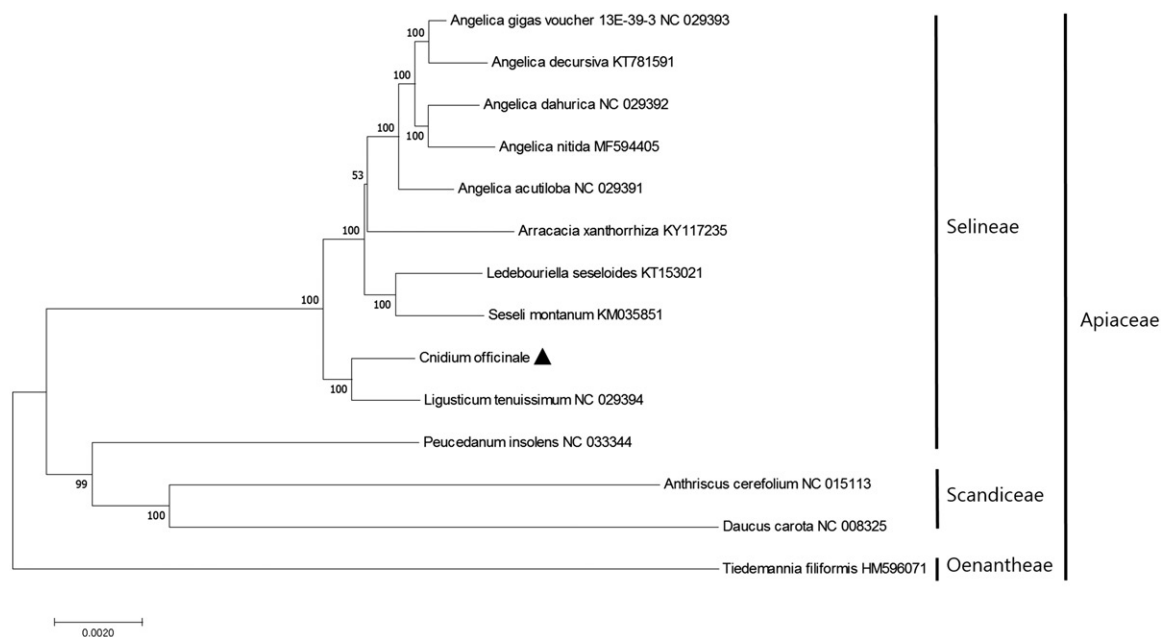 Angelica gigas voucher 13E-39-3 NC 029393
100
Angelica decursiva KT781591
100
Angelica dahurica NC 029392
100
100
Angelica nitida MF594405
53
Angelica acutiloba NC 029391
100
Arracacia xanthorrhiza KY117235
Selineae
Ledebouriella seseloides KT153021
100
100
Seseli montanum KM035851
Apiaceae
Cnidium officinale
100
Ligusticum tenuissimum NC 029394
Peucedanum insolens NC 033344
99
Anthriscus cerefolium NC 015113
Scandiceae
100
Daucus carota NC 008325
Tiedemannia filiformis HM596071
Oenantheae
0.0020